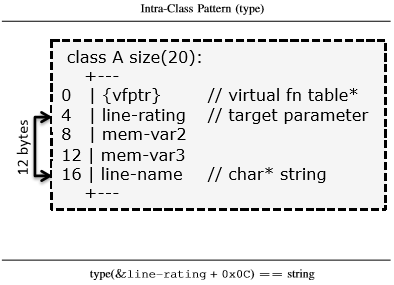 Intra-Class Pattern (type)
class A size(20):
+---
0 | {vfptr} // virtual fn table*
4 | line-rating // target parameter
8 | mem-var2
12 | mem-var3
16 | line-name // char* string
+---
12 bytes
type(&line-rating + 0x0C) == string